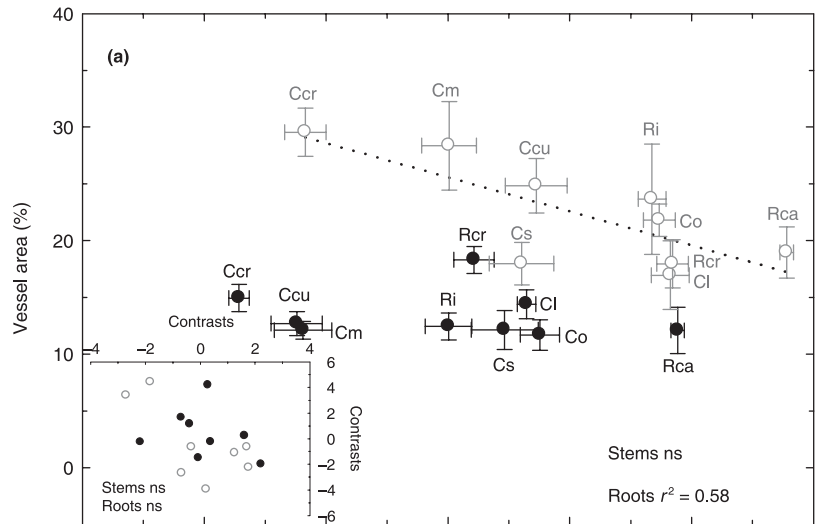 40
(a)
Ccr
Cm
Ri
30
Ccu
Rca
Co
Vessel area (%)
20
Rcr
Cs
Rcr
Cl
Ccr
Ccu
Ri
Cl
Contrasts
Cm
Cs
Co
Rca
10
−4 −2 0 2 4
6
4
2
0
−2
−4
−6
Contrasts
Stems ns
Roots ns
0
Stems ns
Roots r² = 0.58